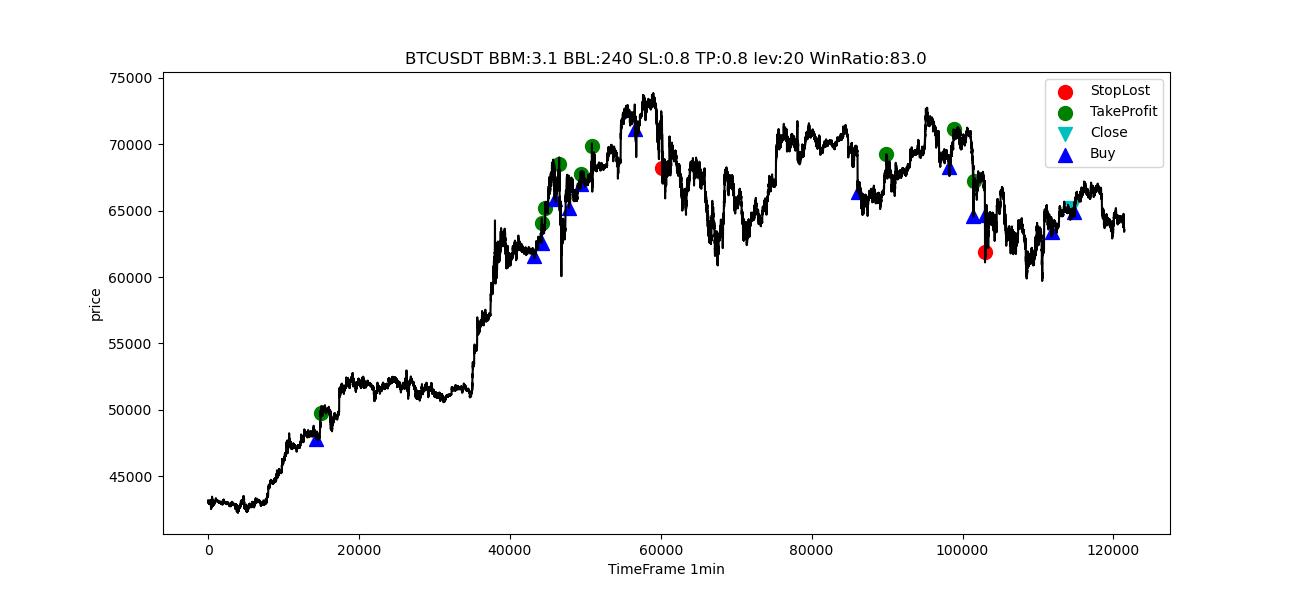 BTCUSDT BBM:3.1 BBL:240 SL:0.8 TP:0.8 lev:20 WinRatio:83.0
75000
70000
65000
60000
55000
50000
45000
price
StopLost
TakeProfit
Close
Buy
0 20000 40000 60000 80000 100000 120000
TimeFrame 1min